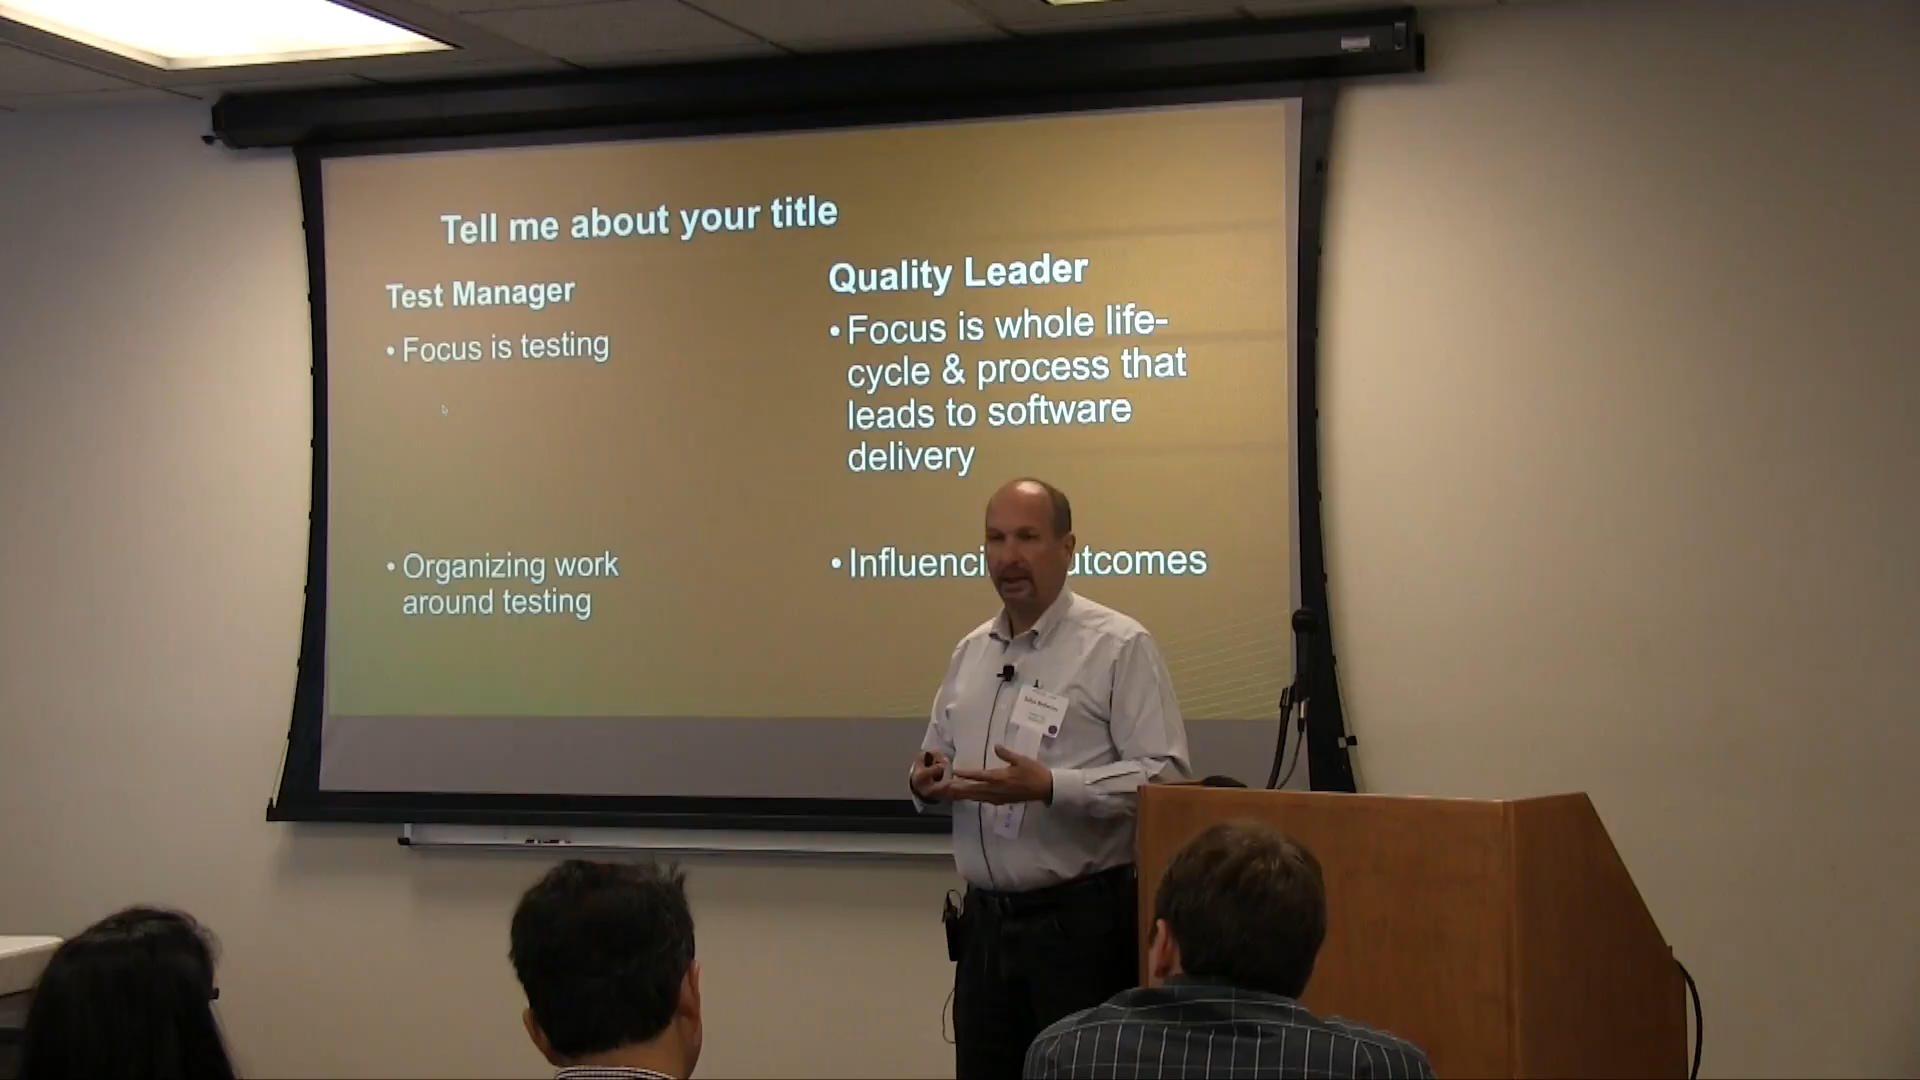 Tell me about your title
Test Manager
• Focus is testing
• Organizing work
around testing
Quality Leader
• Focus is whole life-
cycle & process that
leads to software
delivery
• Influenci utcomes